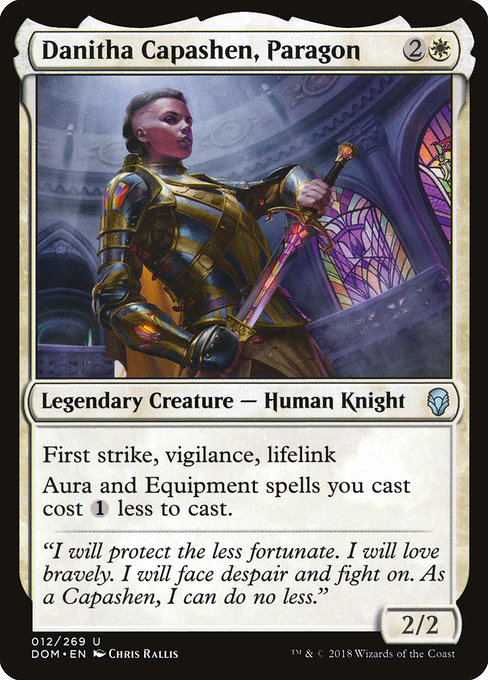 Danitha Capashen, Paragon 2
Legendary Creature — Human Knight
First strike, vigilance, lifelink
Aura and Equipment spells you cast
cost 1 less to cast.
“I will protect the less fortunate. I will love
bravely. I will face despair and fight on. As
a Capashen, I can do no less.”
2/2
012/269 U
DOM • EN Chris Rallis
™ & © 2018 Wizards of the Coast